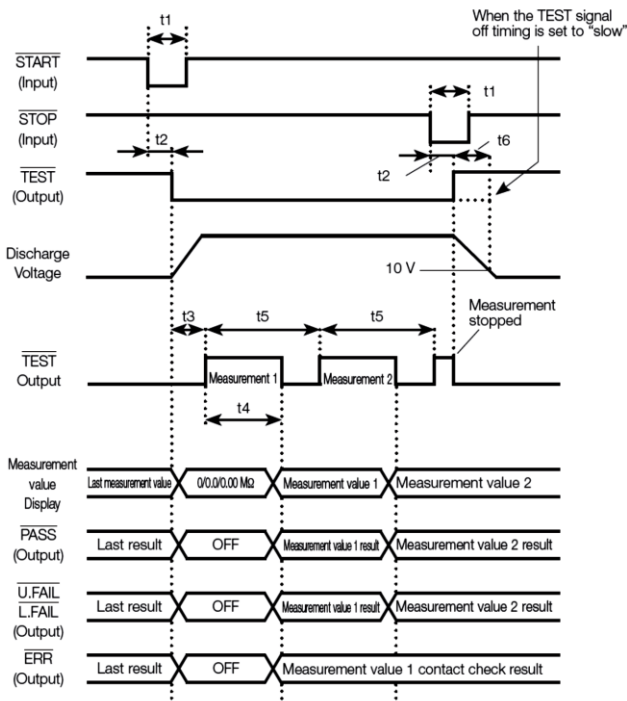 When the TEST signal
off timing is set to “slow”
t1
START
(Input)
STOP
(Input)
t1
t2
t6
t2
TEST
(Output)
Discharge
Voltage
10 V
Measurement
stopped
t3
t5
t5
TEST
Output
Measurement 1
Measurement 2
t4
Measurement
value
Display
Last measurement value
0/0.0/0.00 MΩ
Measurement value 1
Measurement value 2
PASS
(Output)
Last result
OFF
Measurement value 1 result
Measurement value 2 result
U.FAIL
L.FAIL
(Output)
Last result
OFF
Measurement value 1 result
Measurement value 2 result
ERR
(Output)
Last result
OFF
Measurement value 1 contact check result